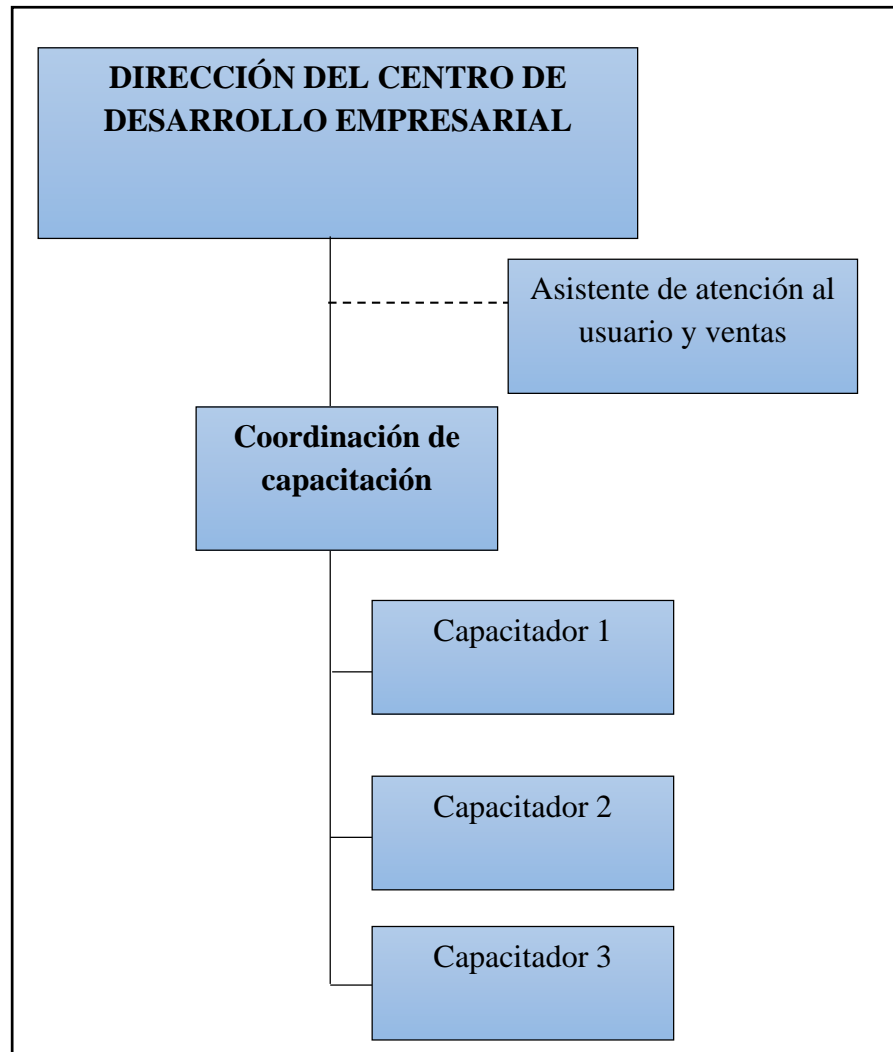 DIRECCIÓN DEL CENTRO DE
DESARROLLO EMPRESARIAL
Asistente de atención al
usuario y ventas
Coordinación de
capacitación
Capacitador 1
Capacitador 2
Capacitador 3